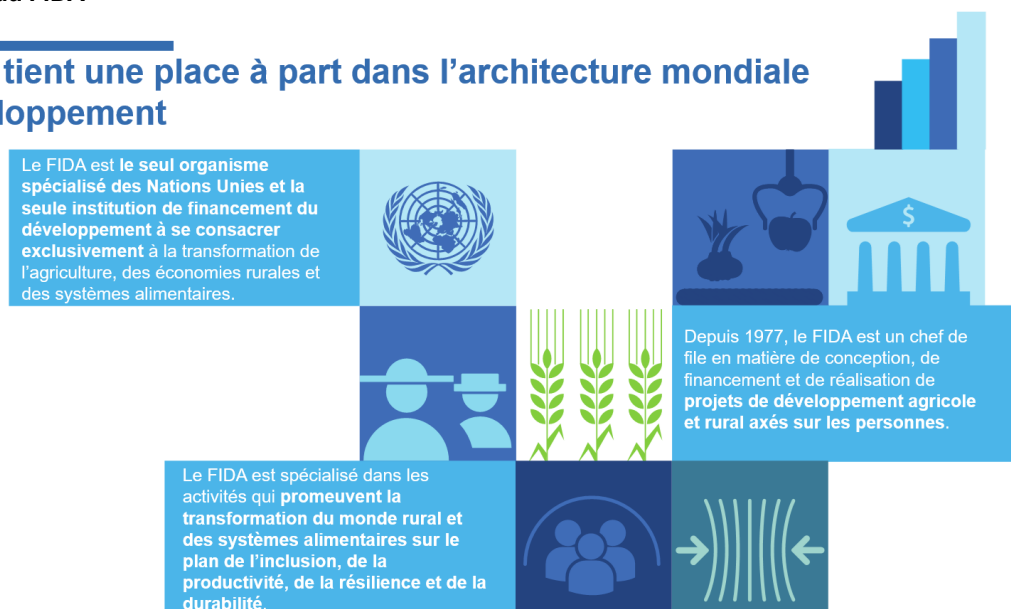 tient une place à part dans l'architecture mondiale
loppement
Le FIDA est le seul organisme
spécialisé des Nations Unies et la
seule institution de financement du
développement à se consacrer
exclusivement à la transformation de
l'agriculture, des économies rurales et
des systèmes alimentaires.
$
Depuis 1977, le FIDA est un chef de
file en matière de conception, de
financement et de réalisation de
projets de développement agricole
et rural axés sur les personnes.
Le FIDA est spécialisé dans les
activités qui promeuvent la
transformation du monde rural et
des systèmes alimentaires sur le
plan de l'inclusion, de la
productivité, de la résilience et de la
durabilité.